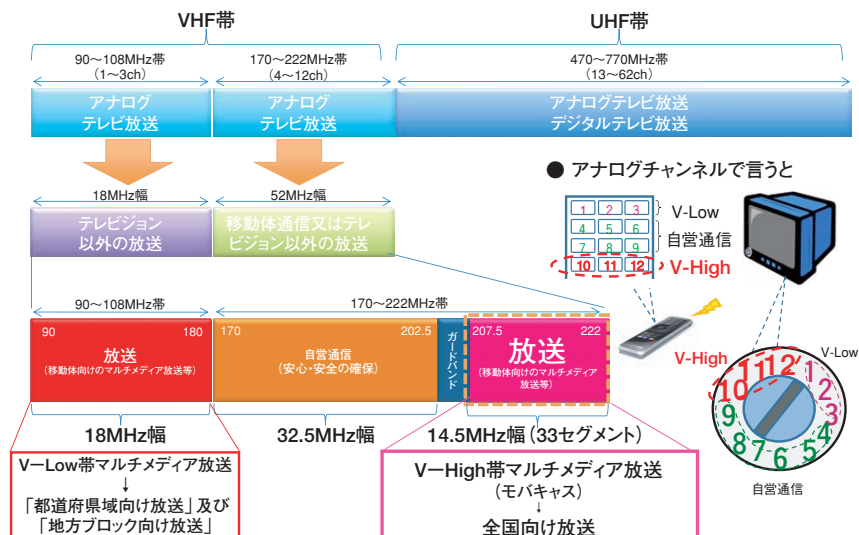 VHF帯
UHF帯
90～108MHz帯
(1～3ch)
170～222MHz帯
(4～12ch)
470～770MHz帯
(13～62ch)
アナログ
テレビ放送
アナログ
テレビ放送
アナログテレビ放送
デジタルテレビ放送
18MHz幅
52MHz幅
テレビジョン
以外の放送
移動体通信又はテレ
ビジョン以外の放送
● アナログチャンネルで言うと
1 2 3
V-Low
4 5 6
7 8 9
自営通信
10 11 12
V-High
90～108MHz帯
170～222MHz帯
90 180
放送
(移動体向けのマルチメディア放送等)
170 202.5
自営通信
(安心・安全の確保)
ガードバンド
207.5 222
放送
(移動体向けのマルチメディア
放送等)
18MHz幅
32.5MHz幅
14.5MHz幅(33セグメント)
VーLow帯マルチメディア放送
↓
「都道府県域向け放送」及び
「地方ブロック向け放送」
VーHigh帯マルチメディア放送
(モバキャス)
↓
全国向け放送
V-High
V-Low
1 2 3 4 5 6 7 8 9 10 11 12
自営通信